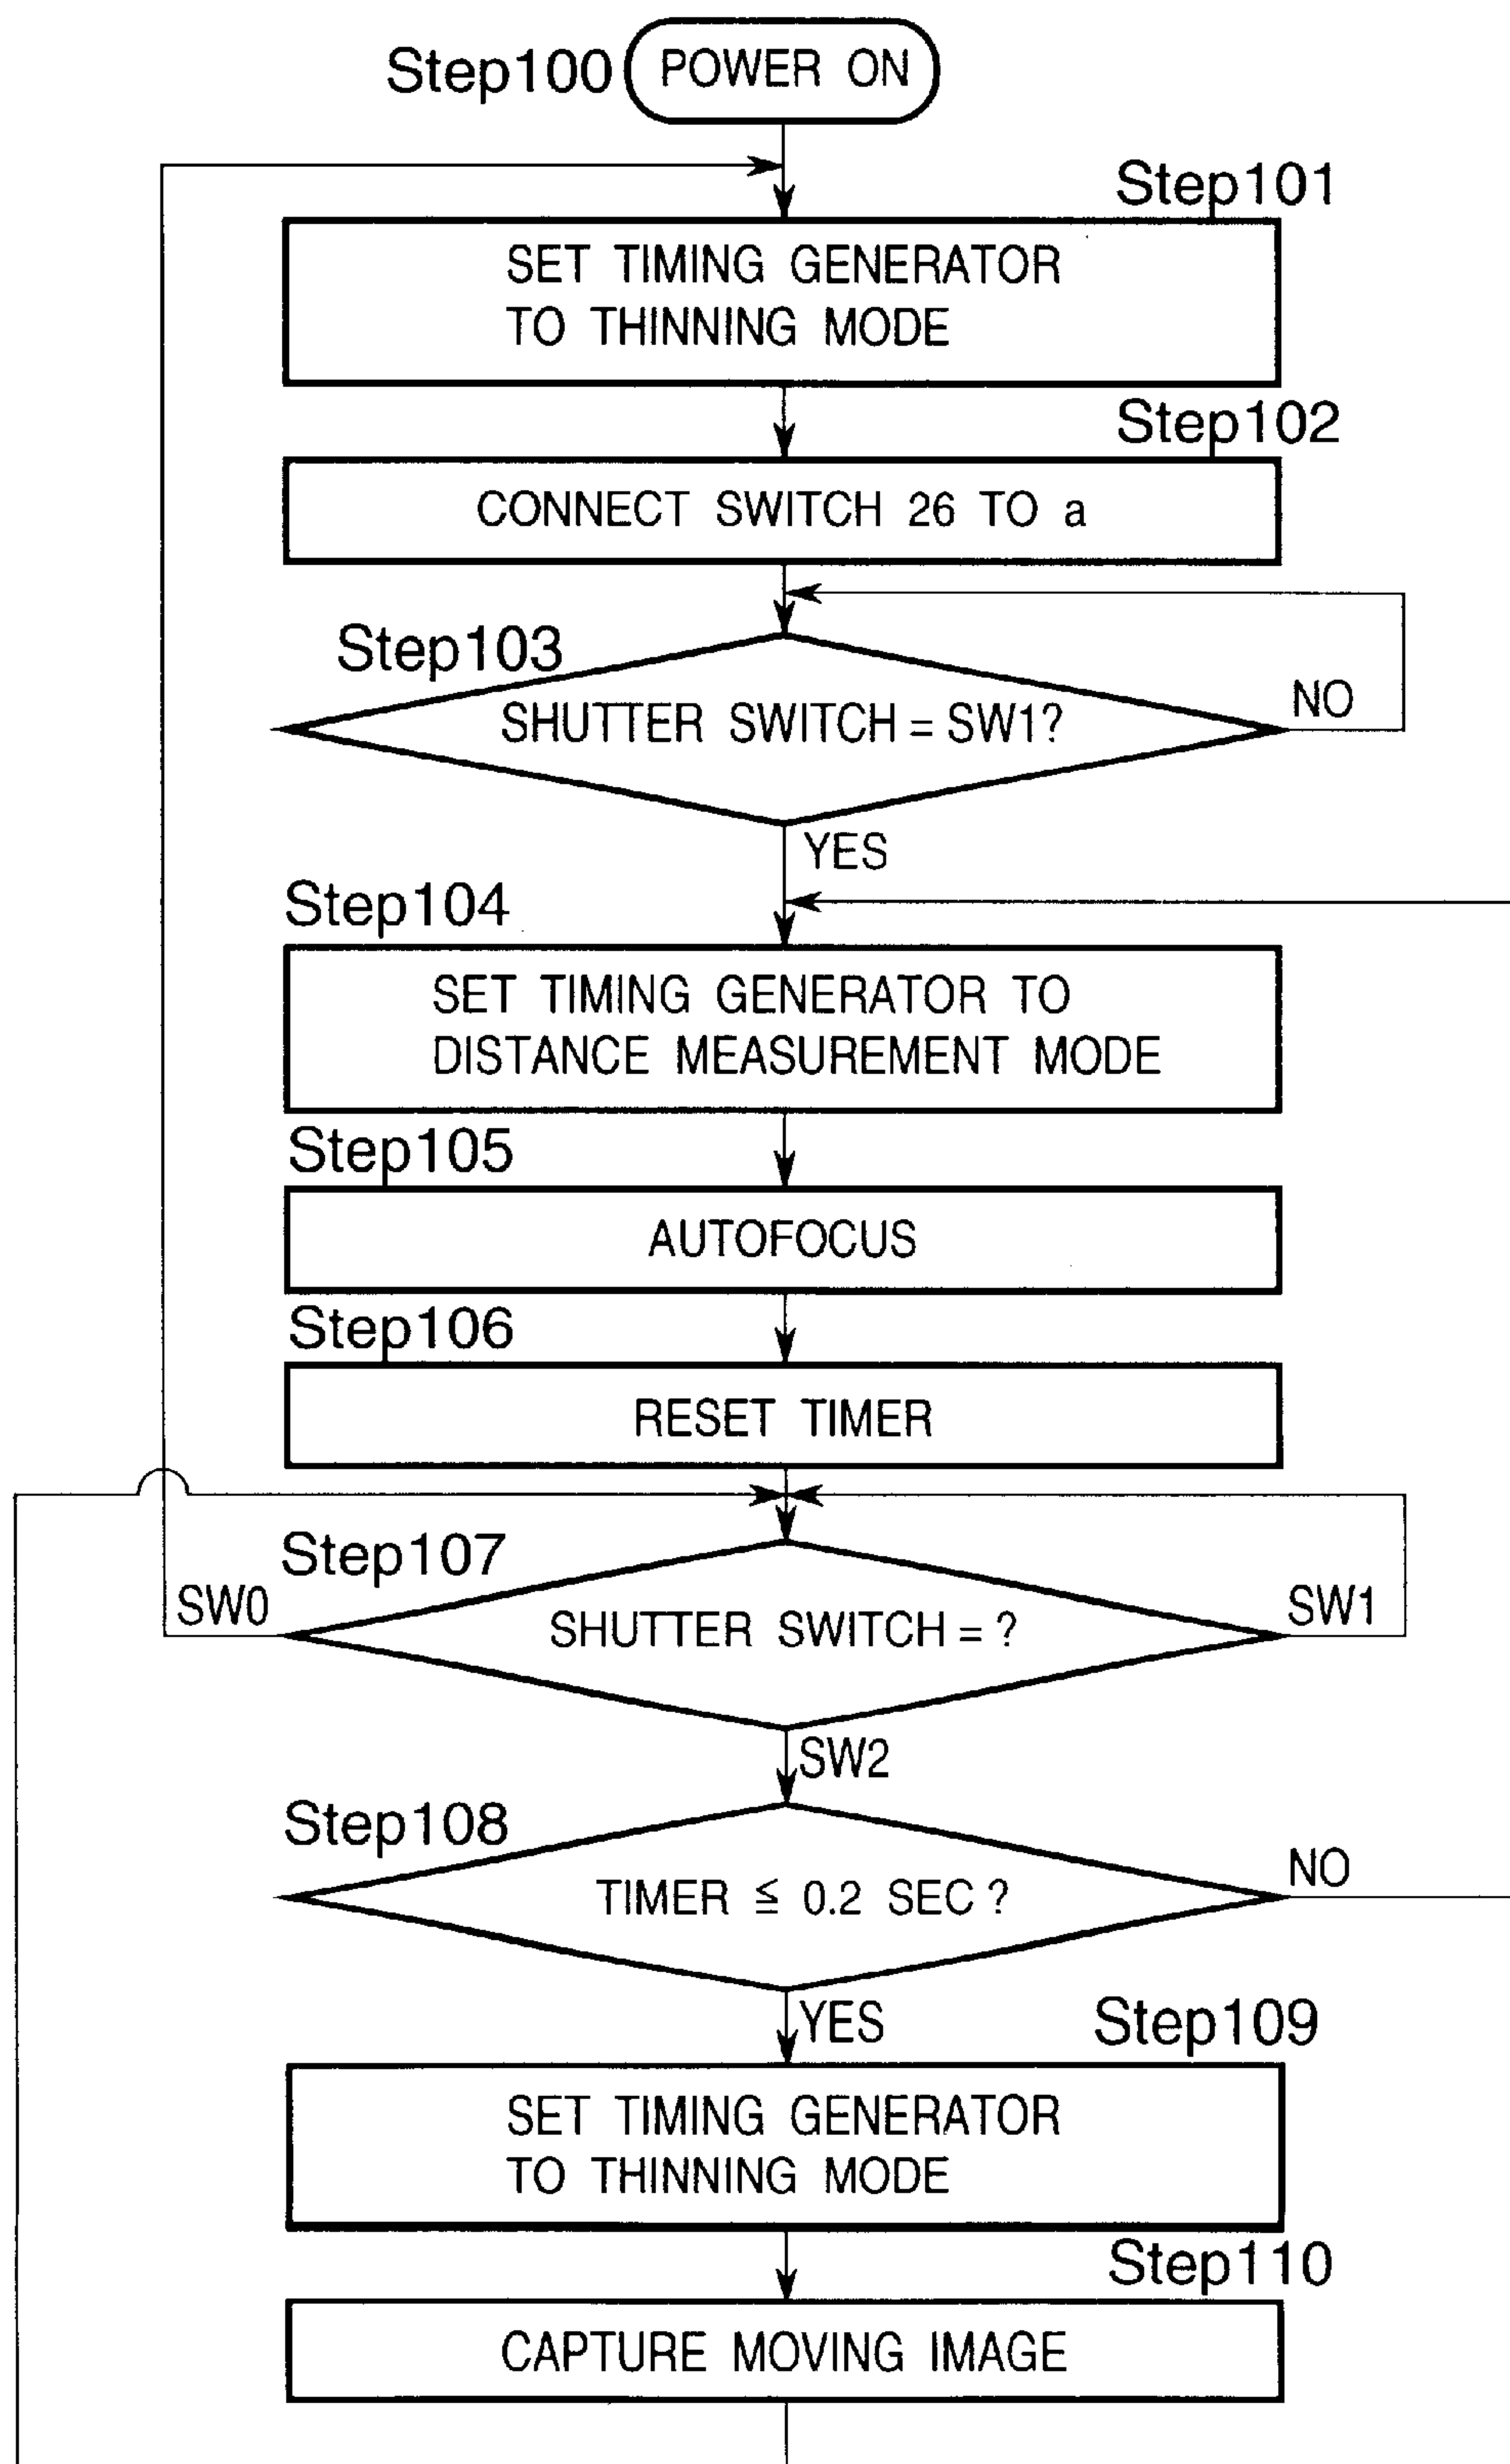 Step100
POWER ON
Step101
SET TIMING GENERATOR
TO THINNING MODE
Step102
CONNECT SWITCH 26 TO a
Step103
SHUTTER SWITCH = SW1?
NO
YES
Step104
SET TIMING GENERATOR TO
DISTANCE MEASUREMENT MODE
Step105
AUTOFOCUS
Step106
RESET TIMER
Step107
SW0
SHUTTER SWITCH = ?
SW1
SW2
Step108
TIMER ≦ 0.2 SEC ?
NO
YES
Step109
SET TIMING GENERATOR
TO THINNING MODE
Step110
CAPTURE MOVING IMAGE